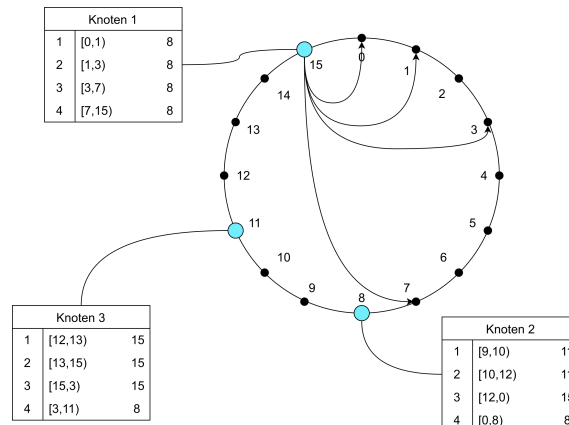 Knoten 1
1 [0,1) 8
2 [1,3) 8
3 [3,7) 8
4 [7,15) 8
15
0
1
14
2
13
3
12
4
11
5
10
6
9
8
7
Knoten 3
1 [12,13) 15
2 [13,15) 15
3 [15,3) 15
4 [3,11) 8
Knoten 2
1 [9,10)
2 [10,12)
3 [12,0)
4 [0,8) 8